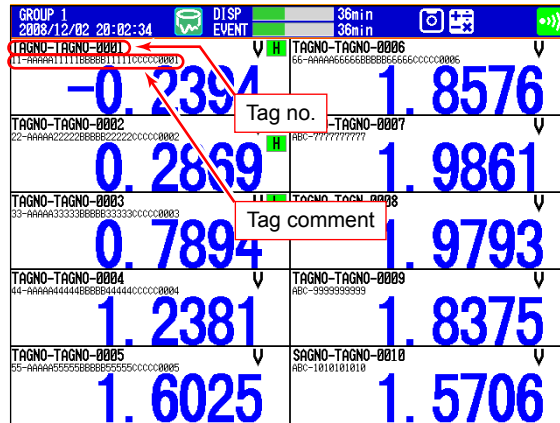 GROUP 1
2008/12/02 20:02:34
DISP 36min
EVENT 36min
TAGNO-TAGNO-0001 V H
11-AAAAA11111BBBBB11111CCCCC0001
-0.2394
TAGNO-TAGNO-0006 V
66-AAAAA66666BBBBB66666CCCCC0006
1.8576
Tag no.
TAGNO-TAGNO-0002 H
22-AAAAA22222BBBBB22222CCCCC0002
0.2869
-TAGNO-0007 V
ABC-7777777777
1.9861
TAGNO-TAGNO-0003 V
33-AAAAA33333BBBBB33333CCCCC0003
0.7894
V
1.9793
Tag comment
TAGNO-TAGNO-0004 V
44-AAAAA44444BBBBB44444CCCCC0004
1.2381
TAGNO-TAGNO-0009 V
ABC-9999999999
1.8375
TAGNO-TAGNO-0005 V
55-AAAAA55555BBBBB55555CCCCC0005
1.6025
SAGNO-TAGNO-0010 V
ABC-1010101010
1.5706